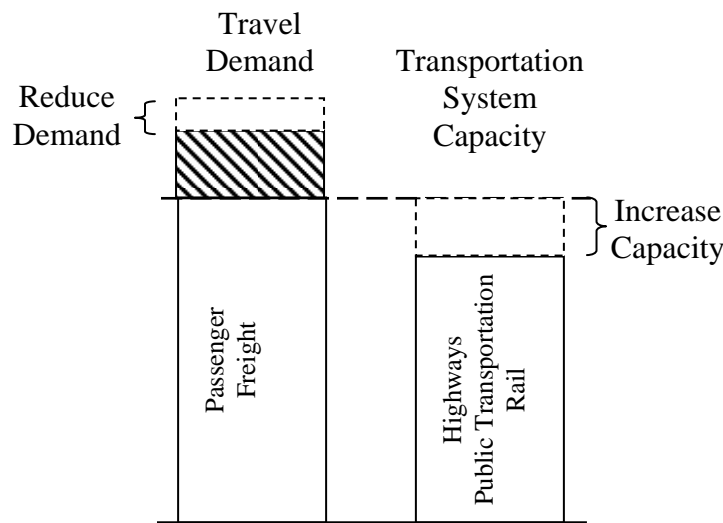 Travel
Demand
Transportation
System
Capacity
Reduce
Demand
Increase
Capacity
Passenger
Freight
Highways
Public Transportation
Rail